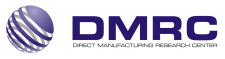 DMRC
DIRECT MANUFACTURING RESEARCH CENTER